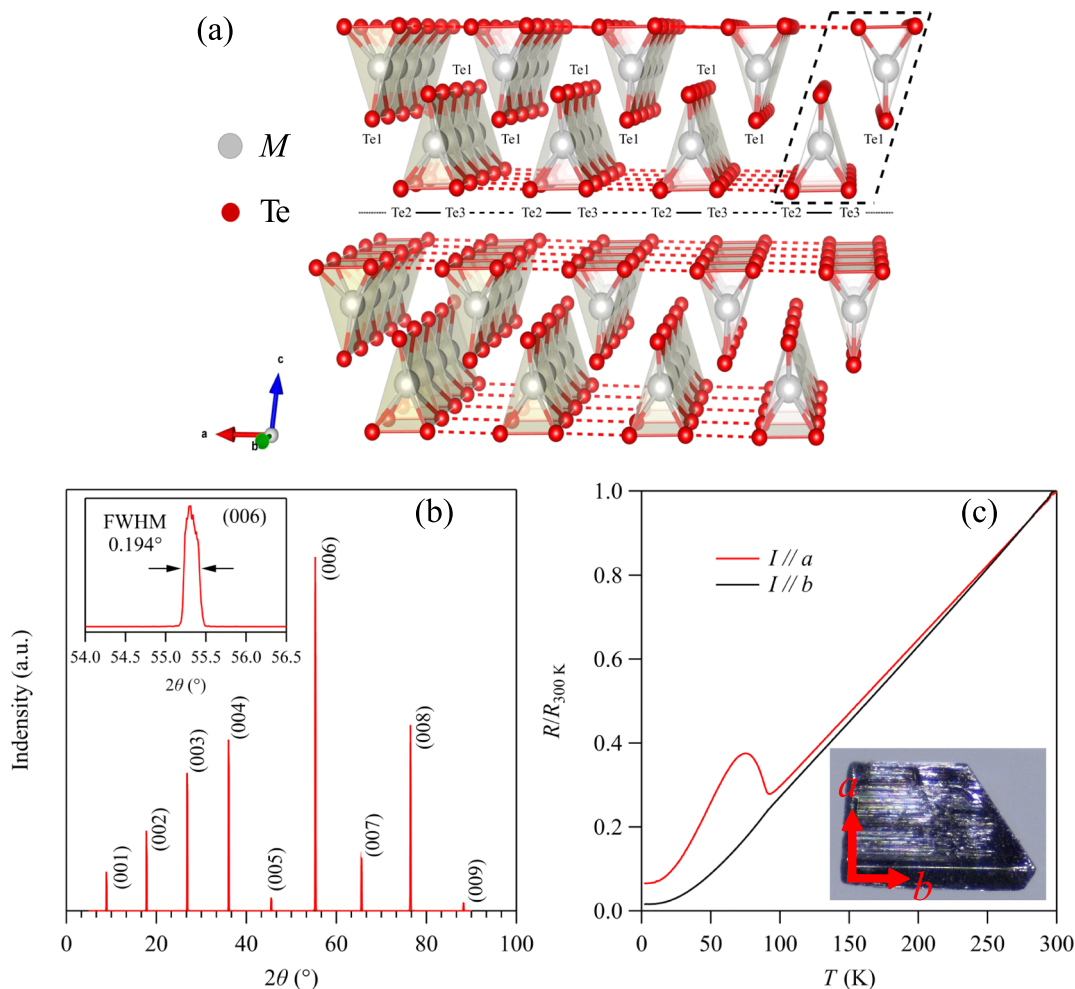 (a)
Te1 Te1 Te1
Te1 Te1 Te1 Te1
M
Te
Te2 Te3 Te2 Te3 Te2 Te3 Te2 Te3
c
a
b
(b)
FWHM
0.194°
(006)
54.0 54.5 55.0 55.5 56.0 56.5
2θ (°)
(001)
(002)
(003)
(004)
(005)
(006)
(007)
(008)
(009)
Indensity (a.u.)
0 20 40 60 80 100
2θ (°)
(c)
I // a
I // b
1.0
0.8
0.6
0.4
0.2
0.0
R/R300 K
a
b
0 50 100 150 200 250 300
T (K)